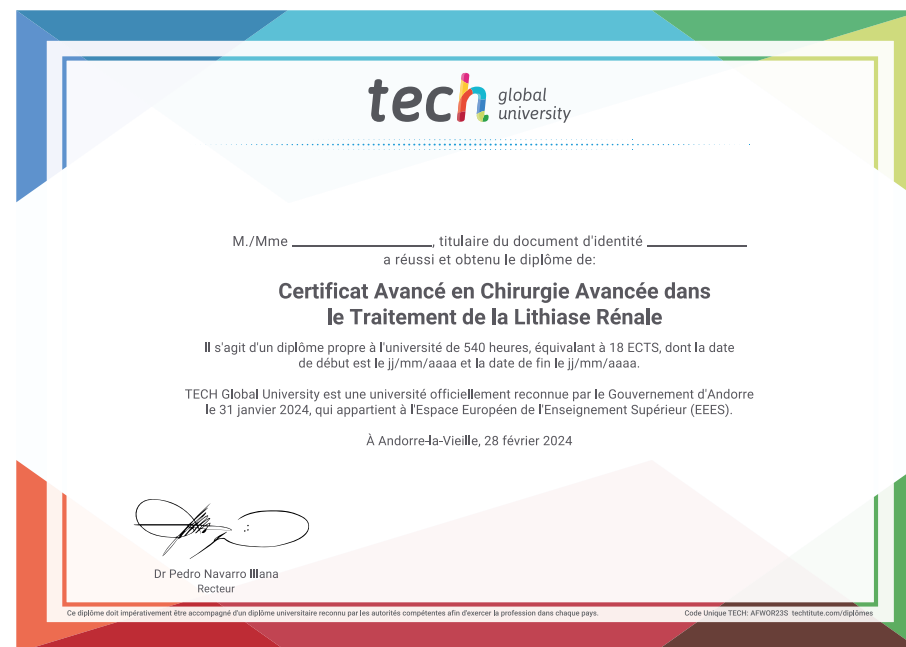 tech global university
M./Mme ____________________, titulaire du document d'identité ______________
a réussi et obtenu le diplôme de:
Certificat Avancé en Chirurgie Avancée dans
le Traitement de la Lithiase Rénale
Il s'agit d'un diplôme propre à l'université de 540 heures, équivalant à 18 ECTS, dont la date
de début est le jj/mm/aaaa et la date de fin le jj/mm/aaaa.
TECH Global University est une université officiellement reconnue par le Gouvernement d'Andorre
le 31 janvier 2024, qui appartient à l'Espace Européen de l'Enseignement Supérieur (EEES).
À Andorre-la-Vieille, 28 février 2024
Dr Pedro Navarro Illana
Recteur
Ce diplôme doit impérativement être accompagné d'un diplôme universitaire reconnu par les autorités compétentes afin d'exercer la profession dans chaque pays.
Code Unique TECH: AFWOR23S techtitute.com/diplômes